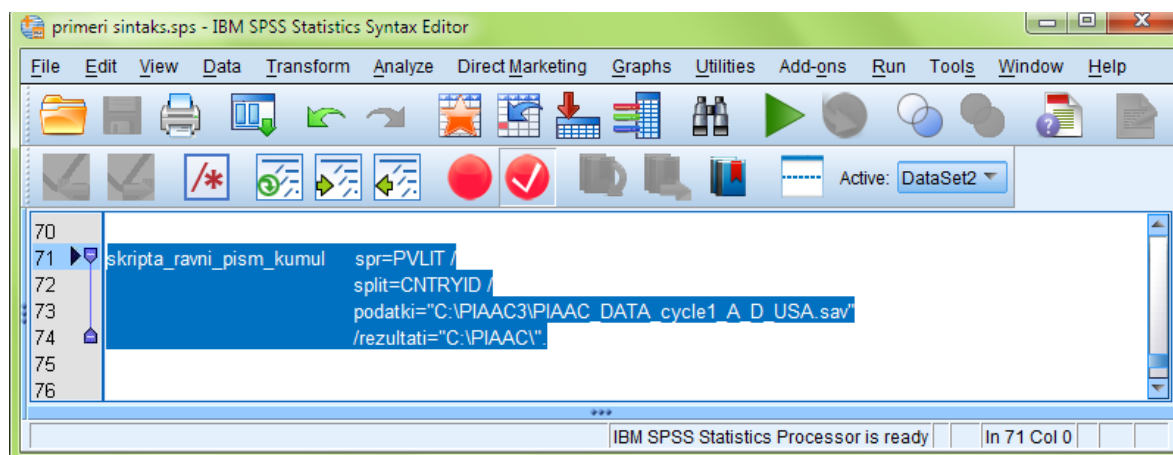 primeri sintaks.sps - IBM SPSS Statistics Syntax Editor
File Edit View Data Transform Analyze Direct Marketing Graphs Utilities Add-ons Run Tools Window Help
/*
Active: DataSet2
70
71 skripta_ravni_pism_kumul spr=PVLIT /
72 split=CNTRYID /
73 podatki="C:\PIAAC3\PIAAC_DATA_cycle1_A_D_USA.sav"
74 /rezultati="C:\PIAAC\".
75
76
IBM SPSS Statistics Processor is ready In 71 Col 0